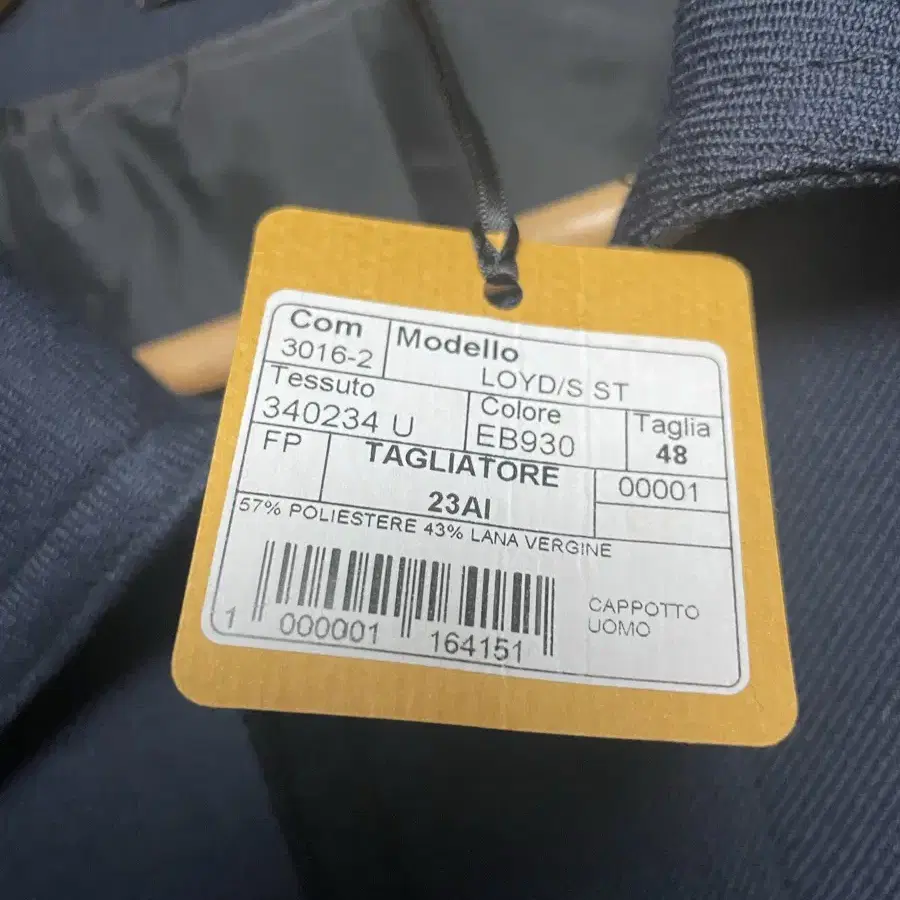 Com
3016-2
Modello
LOYD/S ST
Tessuto
340234 U
Colore
EB930
Taglia
48
FP
TAGLIATORE
23AI
00001
57% POLIESTERE 43% LANA VERGINE
1 000001 164151
CAPPOTTO
UOMO